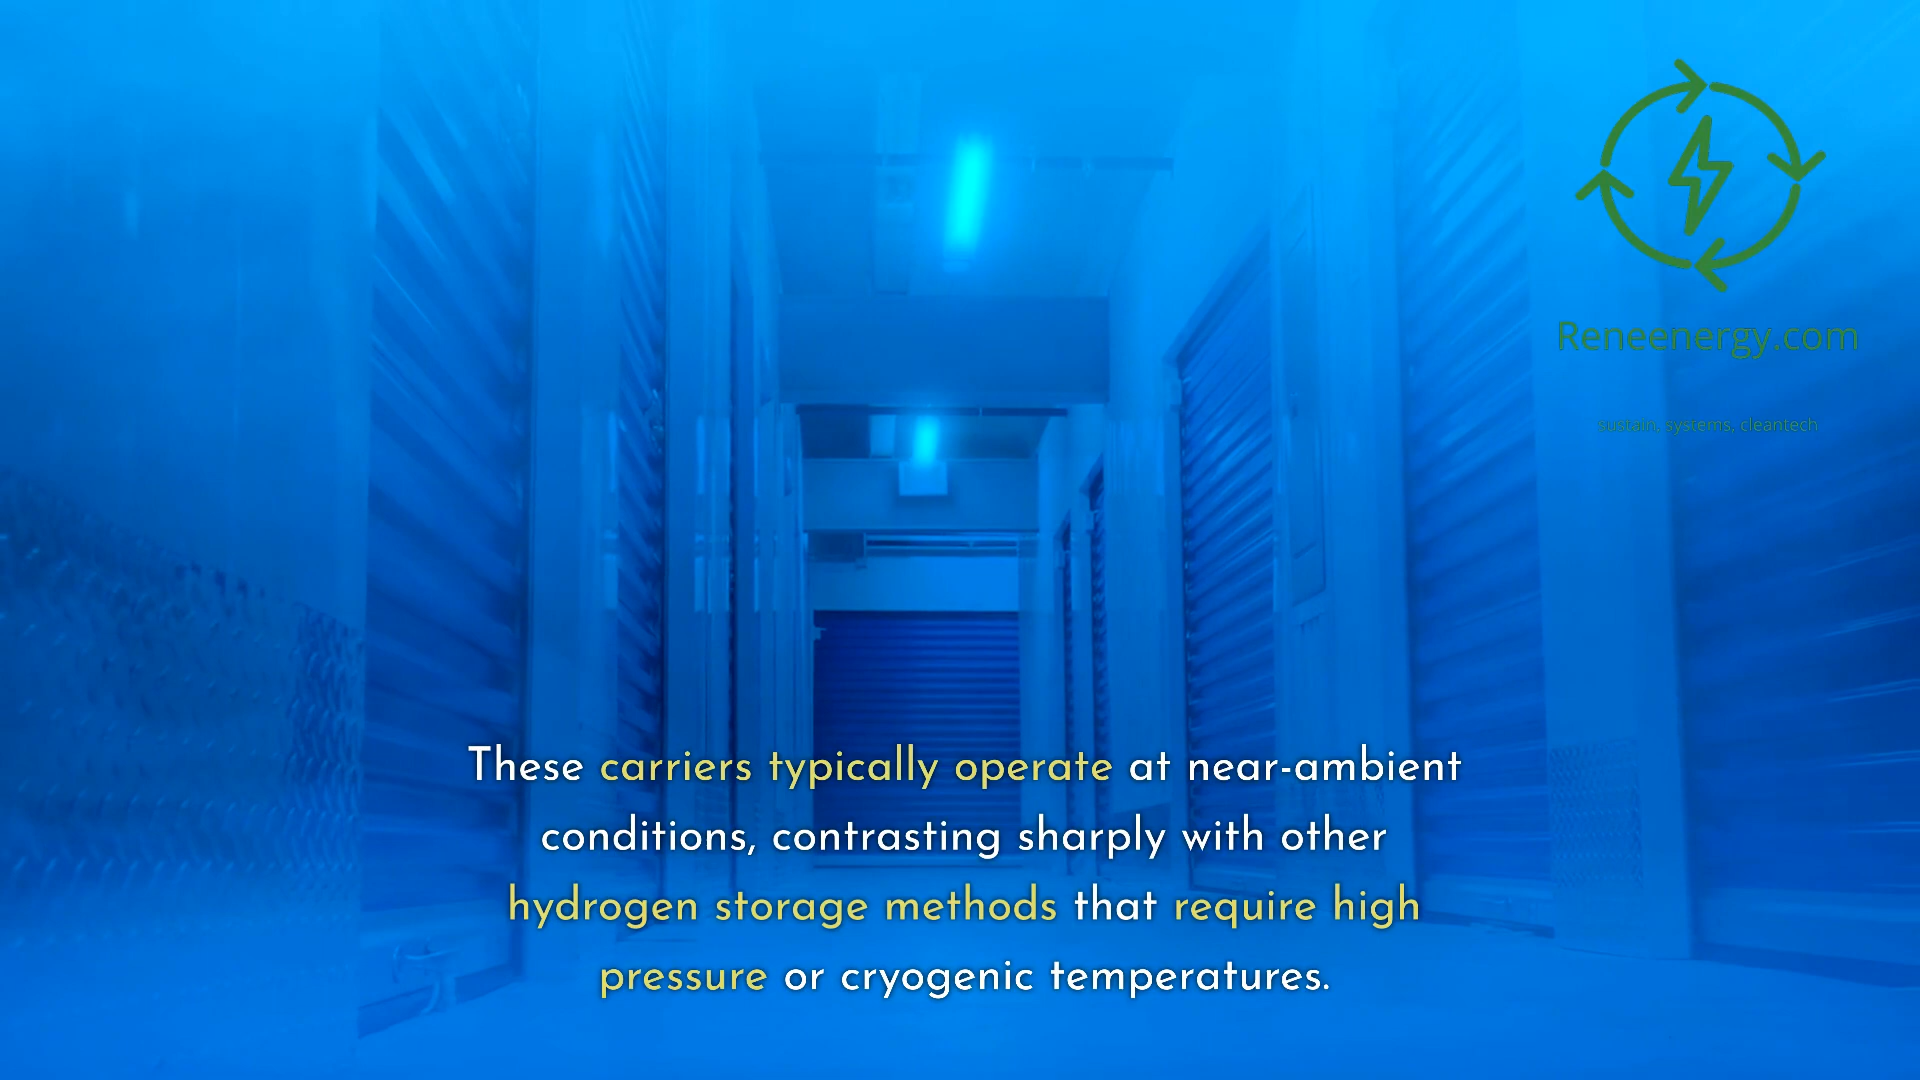 Reneenergy.com
sustain, systems, cleantech
These carriers typically operate at near-ambient
conditions, contrasting sharply with other
hydrogen storage methods that require high
pressure or cryogenic temperatures.